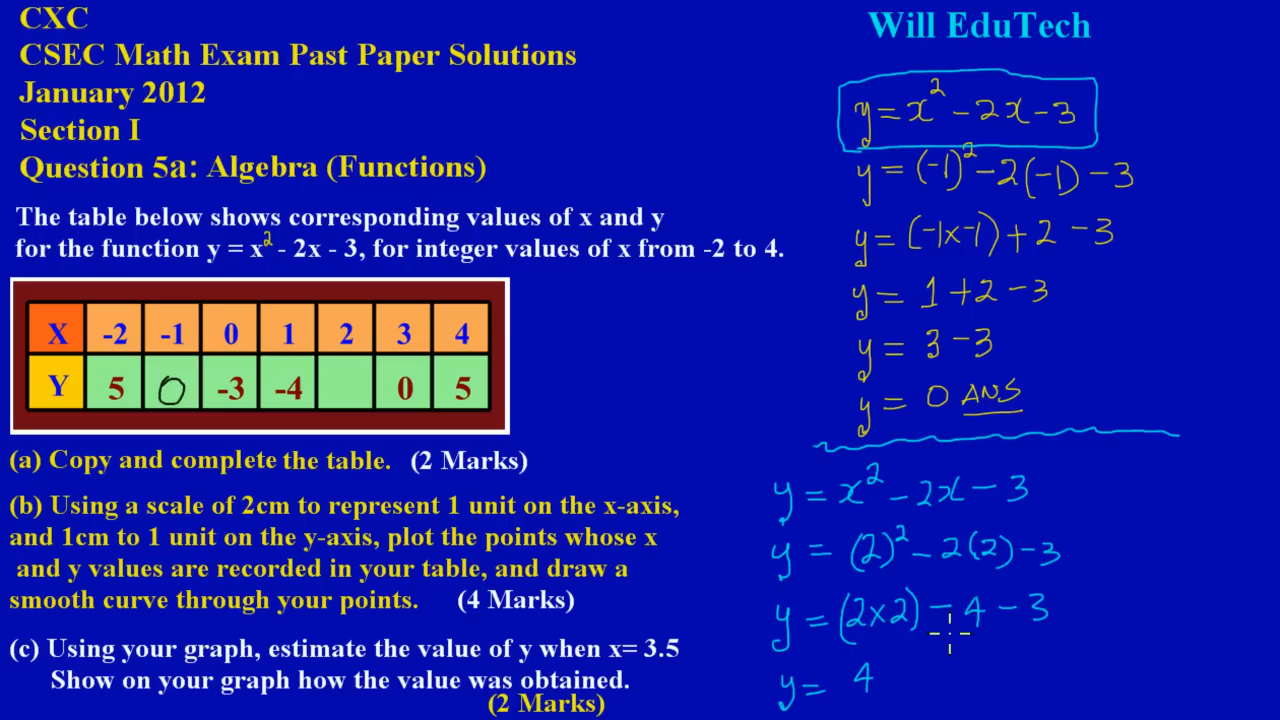 CXC
CSEC Math Exam Past Paper Solutions
January 2012
Section I
Question 5a: Algebra (Functions)
The table below shows corresponding values of x and y
for the function y = x² - 2x - 3, for integer values of x from -2 to 4.
X -2 -1 0 1 2 3 4
Y 5 0 -3 -4 0 5
(a) Copy and complete the table. (2 Marks)
(b) Using a scale of 2cm to represent 1 unit on the x-axis,
and 1cm to 1 unit on the y-axis, plot the points whose x
and y values are recorded in your table, and draw a
smooth curve through your points. (4 Marks)
(c) Using your graph, estimate the value of y when x= 3.5
Show on your graph how the value was obtained.
(2 Marks)
Will EduTech
y = x² - 2x - 3
y = (-1)² - 2(-1) - 3
y = (-1x-1) + 2 - 3
y = 1 + 2 - 3
y = 3 - 3
y = 0 ANS
y = x² - 2x - 3
y = (2)² - 2(2) - 3
y = (2x2) - 4 - 3
y = 4